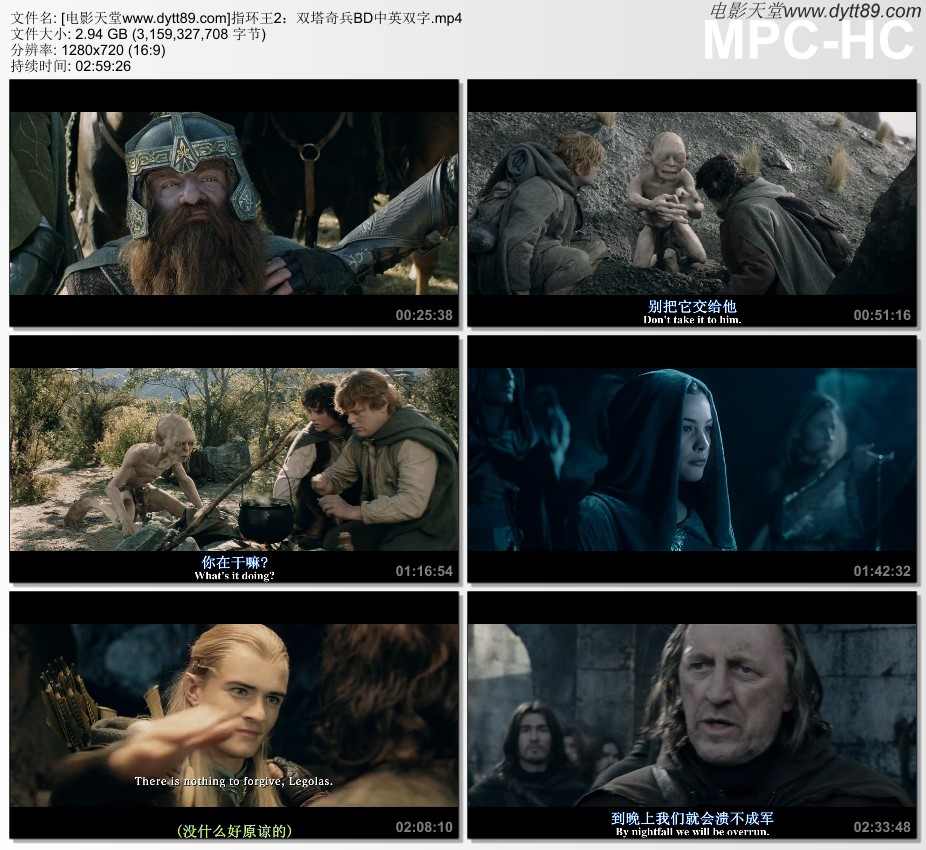 文件名: [电影天堂www.dytt89.com]指环王2：双塔奇兵BD中英双字.mp4
文件大小: 2.94 GB (3,159,327,708 字节)
分辨率: 1280x720 (16:9)
持续时间: 02:59:26
电影天堂www.dytt89.com
MPC-HC
00:25:38
别把它交给他
Don't take it to him.
00:51:16
你在干嘛?
What's it doing?
01:16:54
01:42:32
There is nothing to forgive, Legolas.
(没什么好原谅的)
02:08:10
到晚上我们就会溃不成军
By nightfall we will be overrun.
02:33:48